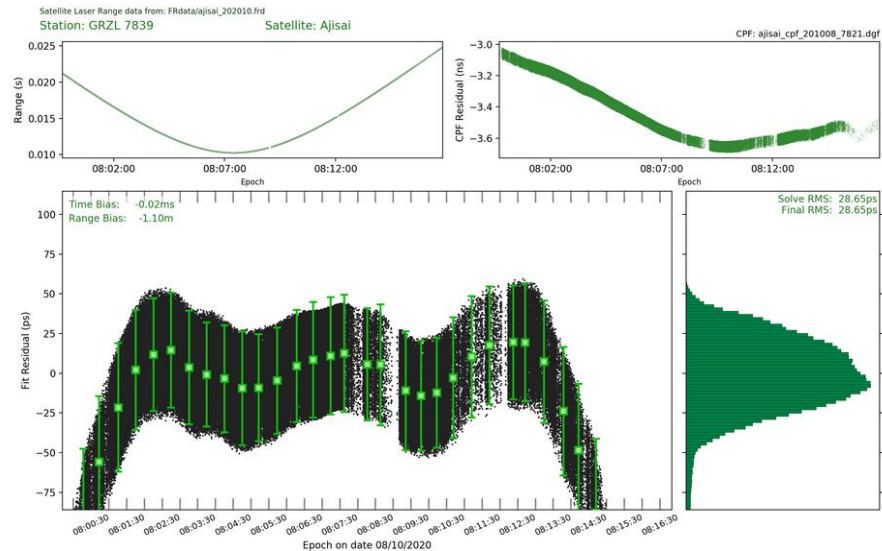 Satellite Laser Range data from: FRdata/ajisai_202010.frd
Station: GRZL 7839 Satellite: Ajisai
CPF: ajisai_cpf_201008_7821.dgf
Range (s)
0.025
0.020
0.015
0.010
08:02:00 08:07:00 08:12:00
Epoch
CPF Residual (ns)
−3.0
−3.2
−3.4
−3.6
08:02:00 08:07:00 08:12:00
Epoch
Time Bias: -0.02ms
Range Bias: -1.10m
Fit Residual (ps)
100
75
50
25
0
−25
−50
−75
08:00:30 08:01:30 08:02:30 08:03:30 08:04:30 08:05:30 08:06:30 08:07:30 08:08:30 08:09:30 08:10:30 08:11:30 08:12:30 08:13:30 08:14:30 08:15:30 08:16:30
Epoch on date 08/10/2020
Solve RMS: 28.65ps
Final RMS: 28.65ps